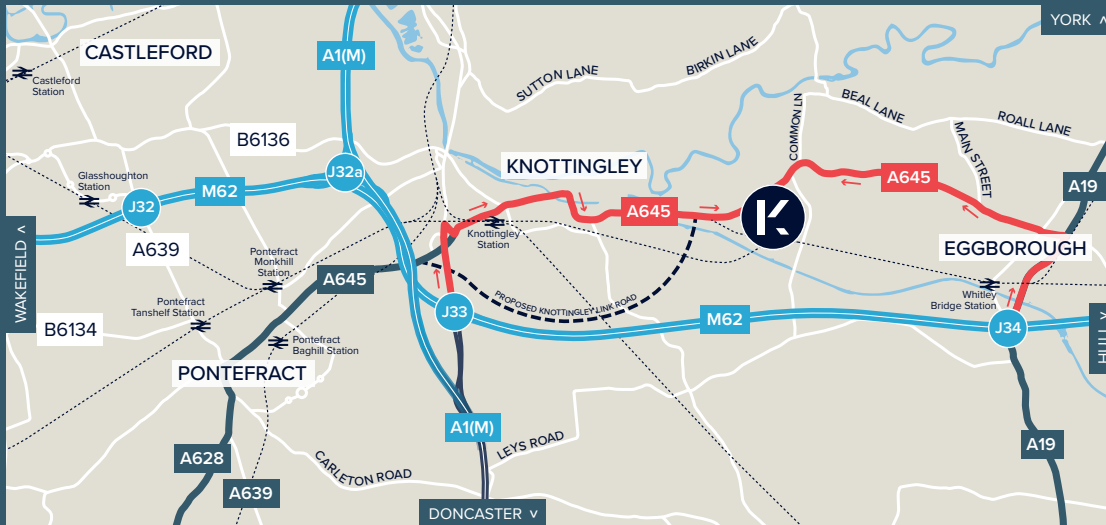 YORK >
CASTLEFORD
A1(M)
Castleford
Station
SUTTON LANE
BIRKIN LANE
COMMON LN
BEAL LANE
ROALL LANE
MAIN STREET
B6136
J32a
KNOTTINGLEY
A645
A19
Glasshoughton
Station
M62
J32
A645
K
WAKEFIELD >
A639
Knottingley
Station
EGGBOROUGH
Pontefract
Monkhill
Station
A645
Whitley
Bridge Station
PROPOSED KNOTTINGLEY LINK ROAD
Pontefract
Tanshelf Station
J33
M62
J34
HULL >
B6134
Pontefract
Baghill Station
PONTEFRACT
A1(M)
LEYS ROAD
A19
A628
CARLETON ROAD
A639
DONCASTER >